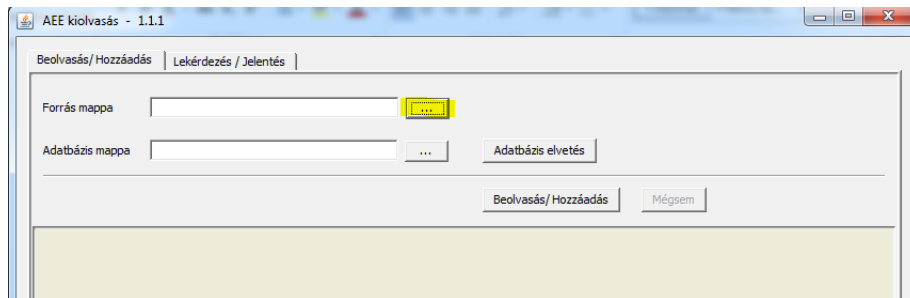 AEE kiolvasás - 1.1.1
Beolvasás/Hozzáadás Lekérdezés / Jelentés
Forrás mappa ...
Adatbázis mappa ... Adatbázis elvetés
Beolvasás/Hozzáadás Mégsem